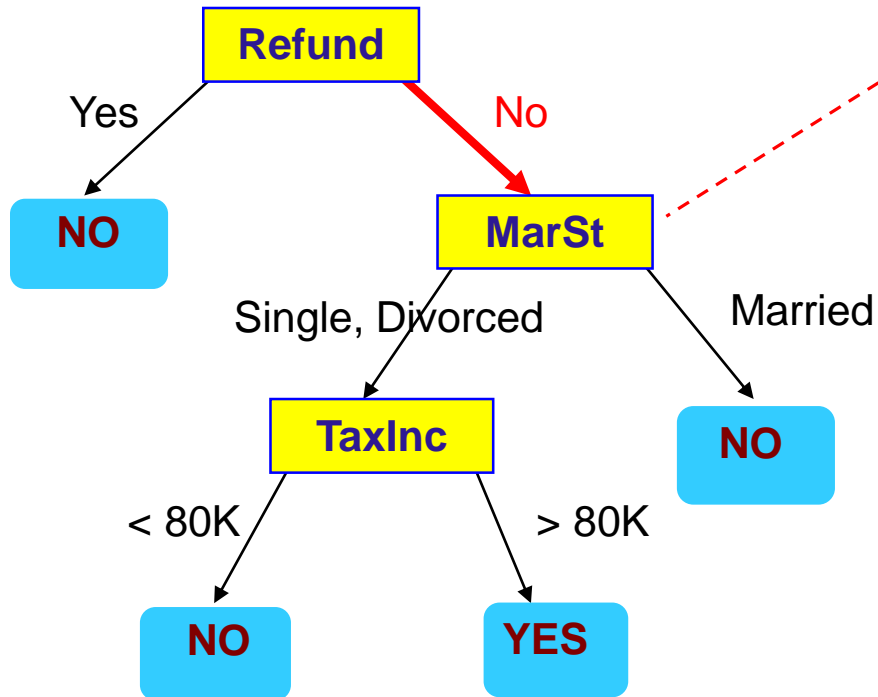 Refund
Yes
No
NO
MarSt
Single, Divorced
Married
TaxInc
NO
< 80K
> 80K
NO
YES